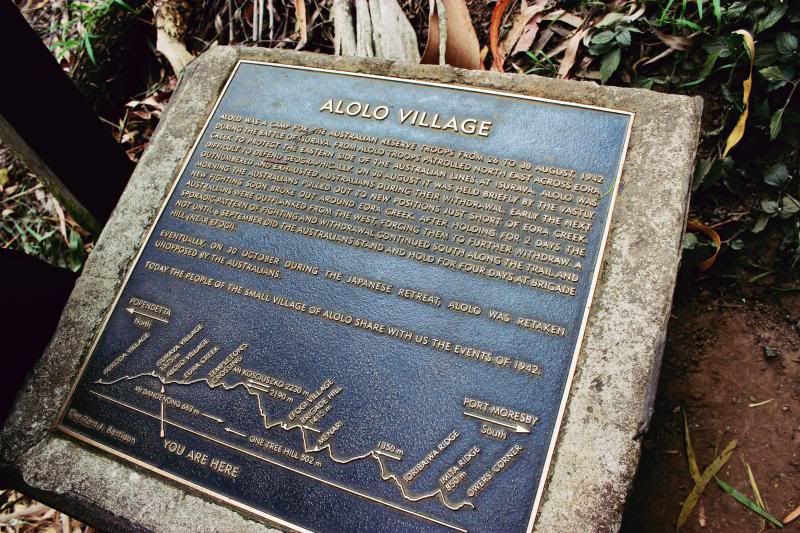 ALOLO VILLAGE
ALOLO WAS A CAMP FOR THE AUSTRALIAN RESERVE TROOPS FROM 26 TO 30 AUGUST, 1942
DURING THE BATTLE OF ISURAVA. FROM ALOLO TROOPS PATROLLED NORTH EAST, CROSS EORA
CREEK TO PROTECT THE EASTERN SIDE OF THE AUSTRALIAN LINES AT ISURAVA. ALOLO WAS
DIFFICULT TO DEFEND GEOGRAPHICALLY. ON 30 AUGUST IT WAS HELD BRIEFLY BY THE VASTLY
OUTNUMBERED AND EXHAUSTED AUSTRALIANS DURING THEIR WITHDRAWAL. EARLY THE NEXT
MORNING THE AUSTRALIANS PULLED OUT TO NEW POSITIONS JUST SHORT OF EORA CREEK.
NEW FIGHTING SOON BROKE OUT AROUND EORA CREEK. AFTER HOLDING FOR 2 DAYS THE
AUSTRALIANS WERE OUTFLANKED FROM THE WEST, FORCING THEM TO FURTHER WITHDRAW. A
SPORADIC PATTERN OF FIGHTING AND WITHDRAWAL CONTINUED SOUTH ALONG THE TRAIL AND
NOT UNTIL 6 SEPTEMBER DID THE AUSTRALIANS STAND AND HOLD FOR FOUR DAYS AT BRIGADE
HILL (NEAR EFOGI).
EVENTUALLY, ON 30 OCTOBER DURING THE JAPANESE RETREAT, ALOLO WAS RETAKEN
UNOPPOSED BY THE AUSTRALIANS.
TODAY THE PEOPLE OF THE SMALL VILLAGE OF ALOLO SHARE WITH US THE EVENTS OF 1942.
POPENDETTA
North
ISURAVA VILLAGE
ALOLO VILLAGE
EORA CREEK
TEMPLETON'S
Mt KOSCIUSZKO 2230 m
2190 m
EFOGI VILLAGE
BRIGADE HILL
MENARI
Mt DANDENONG 663 m
ONE TREE HILL 502 m
YOU ARE HERE
PORT MORESBY
South
IORIBAIWA RIDGE
IMITA RIDGE
OWERS CORNER